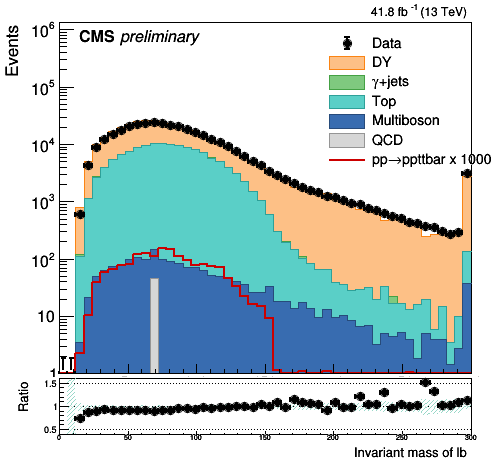 41.8 fb⁻¹ (13 TeV)
CMS preliminary
Events
10⁶
10⁵
10⁴
10³
10²
10
1
Data
DY
γ+jets
Top
Multiboson
QCD
pp→ppttbar x 1000
Ratio
1.5
1
0.5
0 50 100 150 200 250 300
Invariant mass of lb